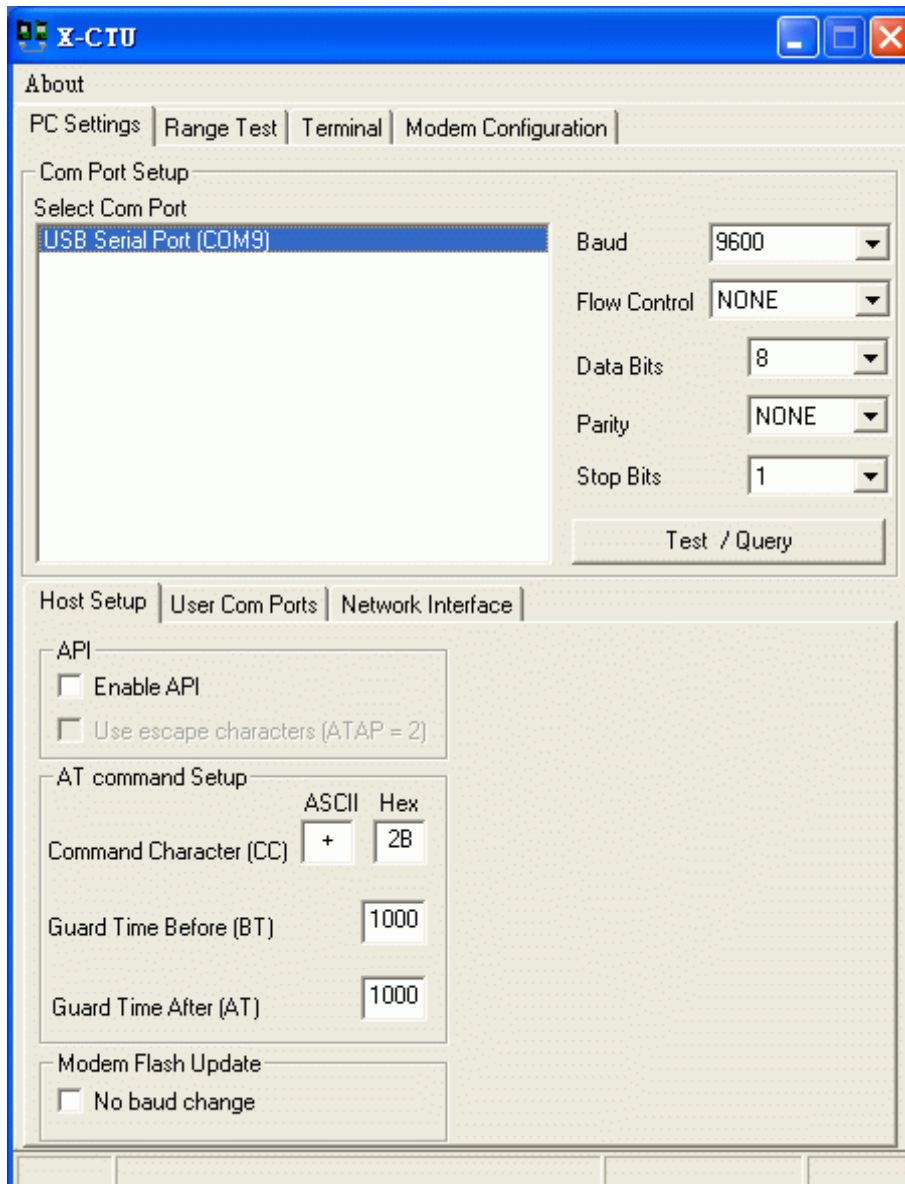 X-CTU
About
PC Settings Range Test Terminal Modem Configuration
Com Port Setup
Select Com Port
USB Serial Port (COM9)
Baud 9600
Flow Control NONE
Data Bits 8
Parity NONE
Stop Bits 1
Test / Query
Host Setup User Com Ports Network Interface
API
Enable API
Use escape characters (ATAP = 2)
AT command Setup
ASCII Hex
Command Character (CC) + 2B
Guard Time Before (BT) 1000
Guard Time After (AT) 1000
Modem Flash Update
No baud change